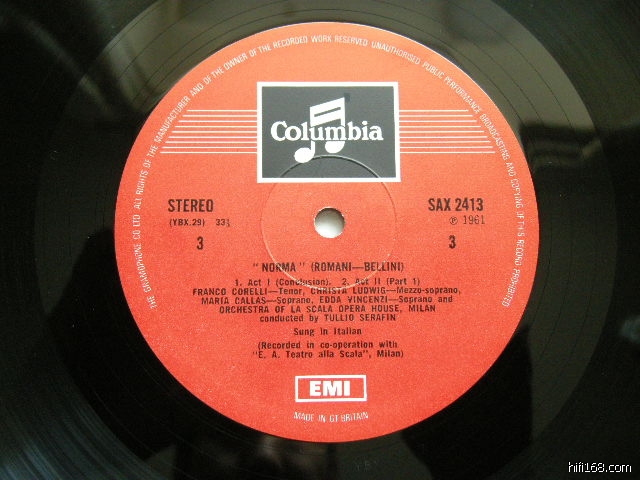 THE GRAMOPHONE CO LTD. ALL RIGHTS OF THE MANUFACTURER AND OF THE OWNER OF THE RECORDED WORK RESERVED UNAUTHORISED PUBLIC PERFORMANCE BROADCASTING AND COPYING OF THIS RECORD PROHIBITED
Columbia
STEREO
SAX 2413
(YBX.29) 33⅓
℗ 1961
3
3
"NORMA" (ROMANI—BELLINI)
1. Act I (Conclusion). 2. Act II (Part 1)
FRANCO CORELLI—Tenor, CHRISTA LUDWIG—Mezzo-soprano,
MARIA CALLAS—Soprano, EDDA VINCENZI—Soprano and
ORCHESTRA OF LA SCALA OPERA HOUSE, MILAN
conducted by TULLIO SERAFIN
Sung in Italian
(Recorded in co-operation with
"E. A. Teatro alla Scala", Milan)
EMI
MADE IN GT BRITAIN
hifi168.com